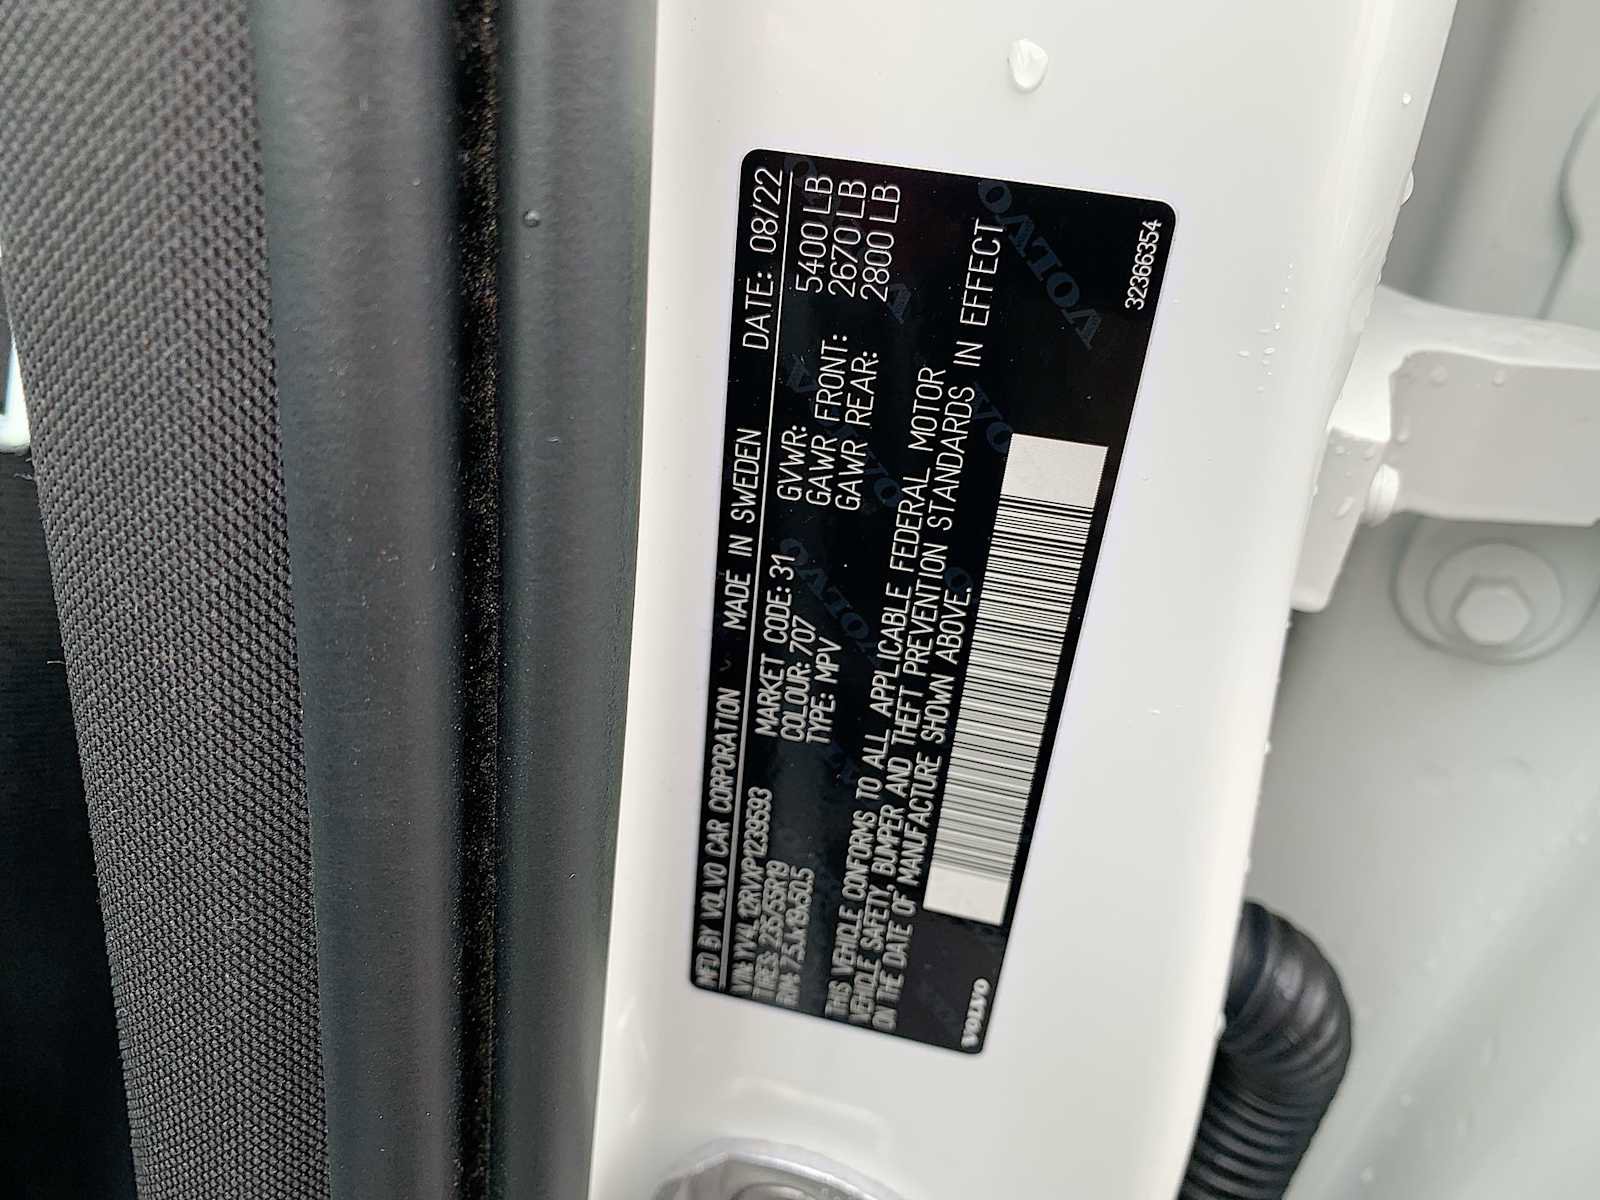 MFD BY VOLVO CAR CORPORATION MADE IN SWEDEN DATE: 08/22
VIN: YV4L12RVXP1239593 MARKET CODE: 31 GVWR: 5400 LB
TIRES: 235/55R19 COLOUR: 707 GAWR FRONT: 2670 LB
RIM: 7.5Jx19x50.5 TYPE: MPV GAWR REAR: 2800 LB
THIS VEHICLE CONFORMS TO ALL APPLICABLE FEDERAL MOTOR
VEHICLE SAFETY, BUMPER AND THEFT PREVENTION STANDARDS IN EFFECT
ON THE DATE OF MANUFACTURE SHOWN ABOVE.
VOLVO 32366354